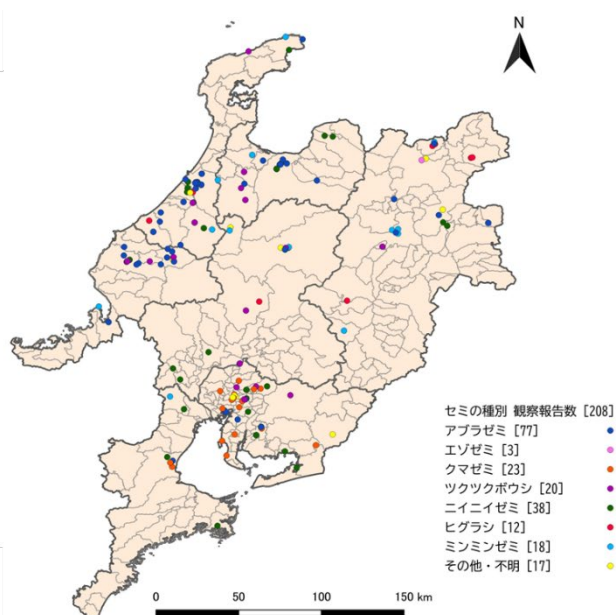 N
セミの種別 観察報告数 [208]
アブラゼミ [77]
エゾゼミ [3]
クマゼミ [23]
ツクツクボウシ [20]
ニイニイゼミ [38]
ヒグラシ [12]
ミンミンゼミ [18]
その他・不明 [17]
0 50 100 150 km